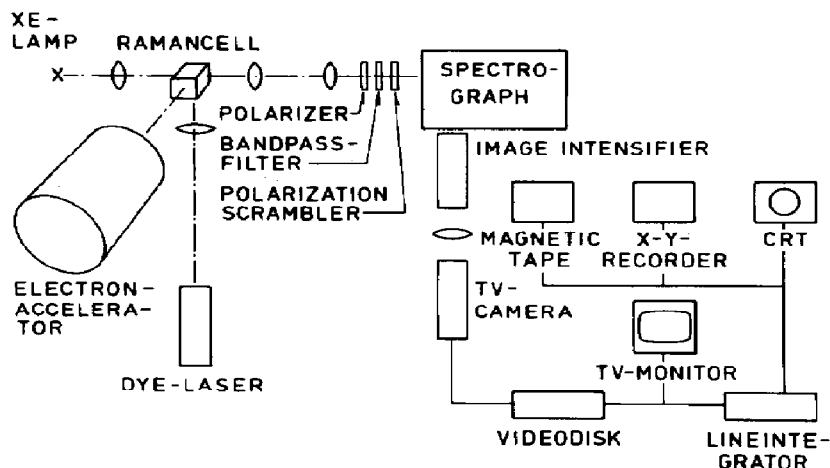 XE-
LAMP
RAMANCELL
X
SPECTRO-
GRAPH
POLARIZER
BANDPASS-
FILTER
POLARIZATION
SCRAMBLER
IMAGE INTENSIFIER
MAGNETIC
TAPE
X-Y-
RECORDER
CRT
ELECTRON-
ACCELERA-
TOR
TV-
CAMERA
DYE-LASER
TV-MONITOR
VIDEODISK
LINEINTE-
GRATOR